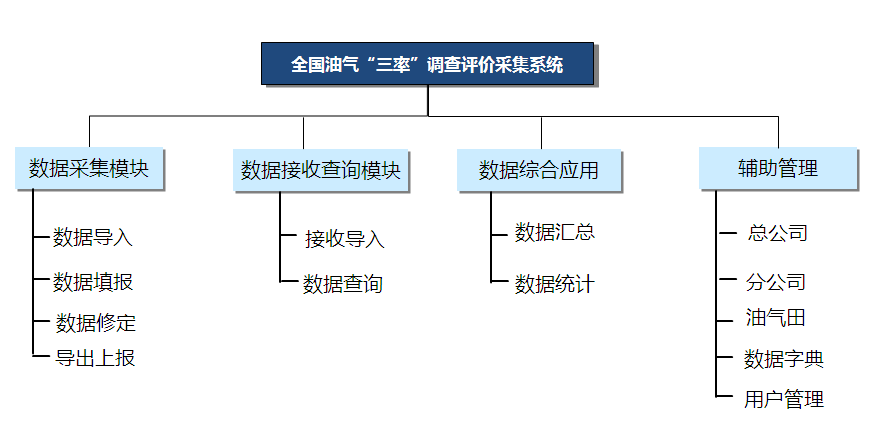 全国油气“三率”调查评价采集系统
数据采集模块
数据导入
数据填报
数据修定
导出上报
数据接收查询模块
接收导入
数据查询
数据综合应用
数据汇总
数据统计
辅助管理
总公司
分公司
油气田
数据字典
用户管理